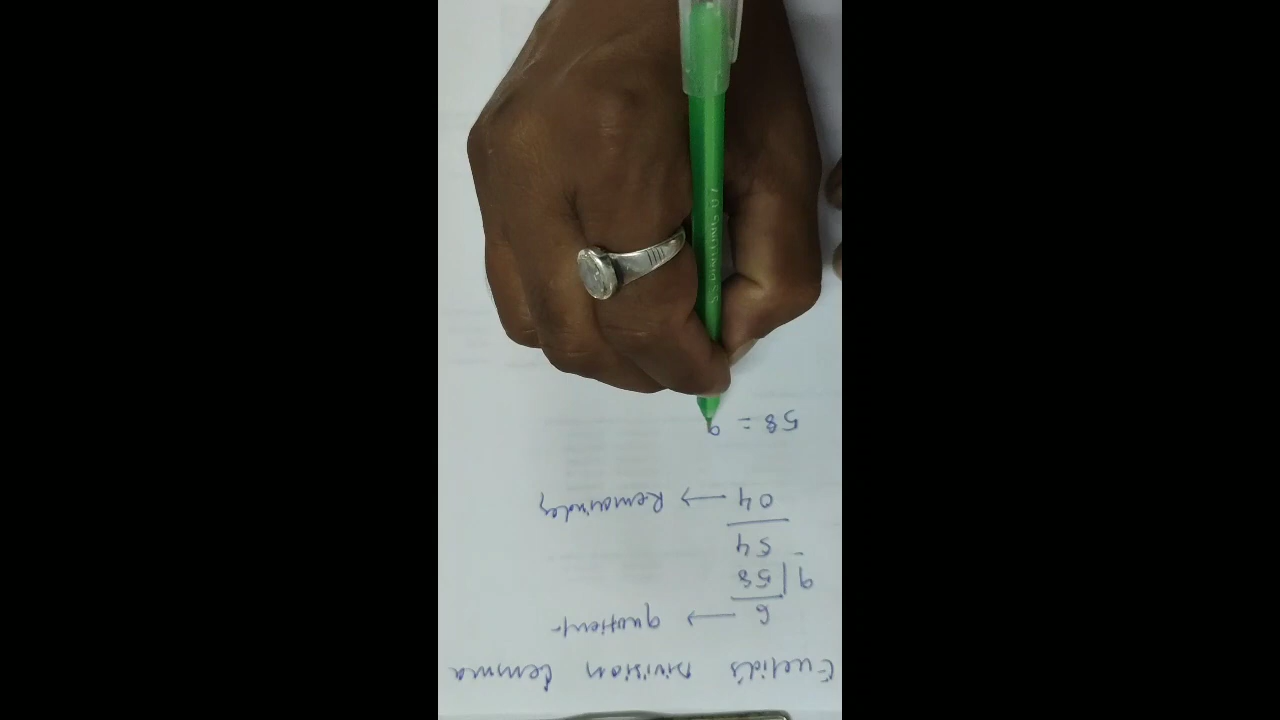 Euclid's Division Lemma
6 → quotient
9 58
- 54
04 → Remainder
58 = 9